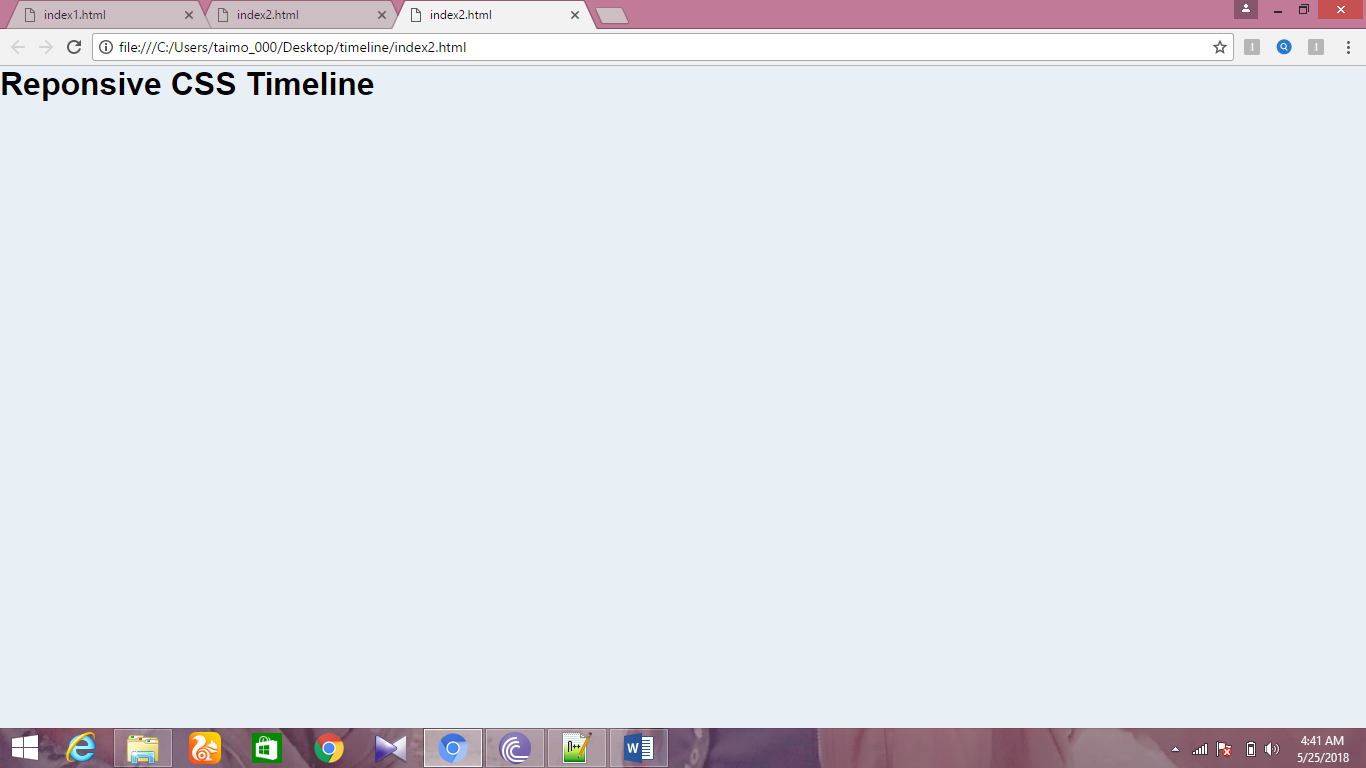 index1.html
index2.html
index2.html
file:///C:/Users/taimo_000/Desktop/timeline/index2.html
Reponsive CSS Timeline
4:41 AM
5/25/2018